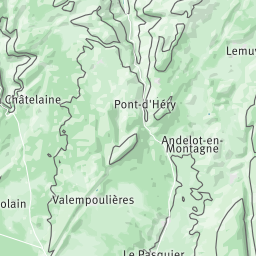 Lemuy
Châtelaine
Pont-d'Héry
Andelot-en-
Montagne
Valempoulières
olain
Le Pasquier